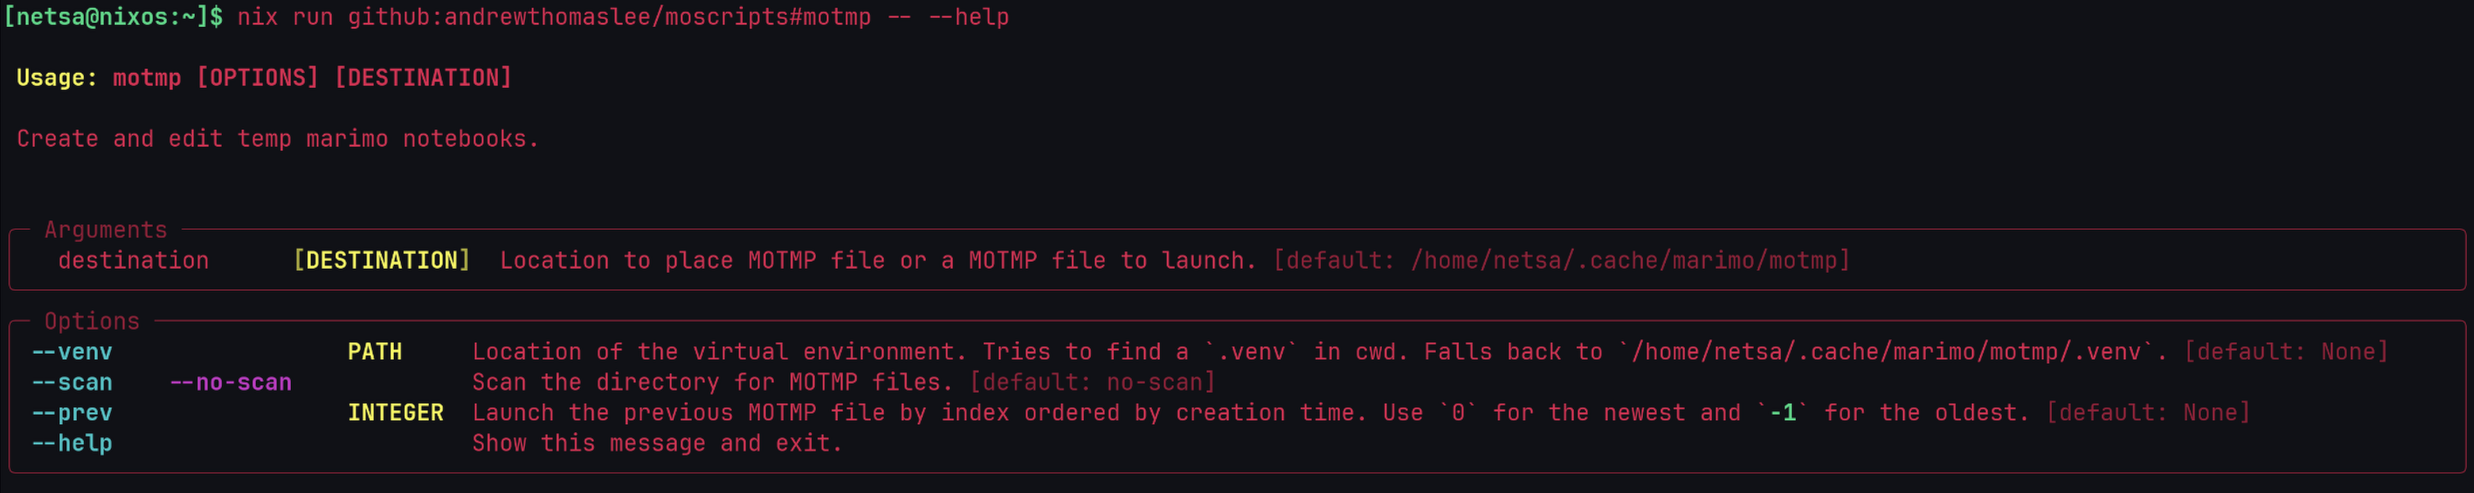 [netsa@nixos:~]$ nix run github:andrewthomaslee/moscripts#motmp -- --help
Usage: motmp [OPTIONS] [DESTINATION]
Create and edit temp marimo notebooks.
Arguments
destination [DESTINATION] Location to place MOTMP file or a MOTMP file to launch. [default: /home/netsa/.cache/marimo/motmp]
Options
--venv PATH Location of the virtual environment. Tries to find a `.venv` in cwd. Falls back to `/home/netsa/.cache/marimo/motmp/.venv`. [default: None]
--scan --no-scan Scan the directory for MOTMP files. [default: no-scan]
--prev INTEGER Launch the previous MOTMP file by index ordered by creation time. Use `0` for the newest and `-1` for the oldest. [default: None]
--help Show this message and exit.